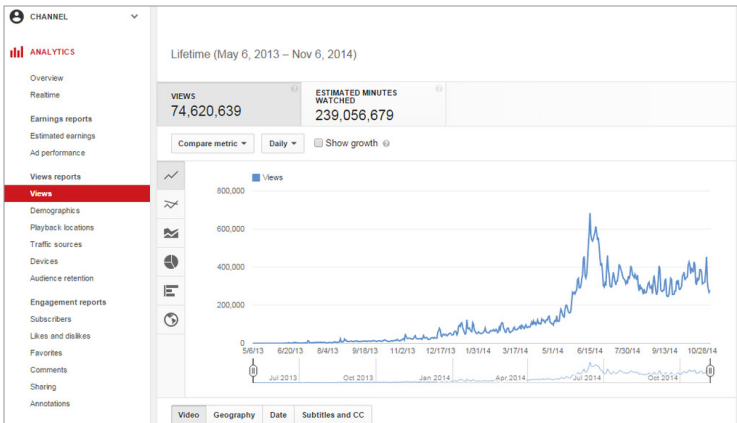 CHANNEL
ANALYTICS
Overview
Realtime
Earnings reports
Estimated earnings
Ad performance
Views reports
Views
Demographics
Playback locations
Traffic sources
Devices
Audience retention
Engagement reports
Subscribers
Likes and dislikes
Favorites
Comments
Sharing
Annotations
Lifetime (May 6, 2013 – Nov 6, 2014)
VIEWS
74,620,639
ESTIMATED MINUTES
WATCHED
239,056,679
Compare metric Daily Show growth
Views
800,000
600,000
400,000
200,000
0
5/6/13 6/20/13 8/4/13 9/18/13 11/2/13 12/17/13 1/31/14 3/17/14 5/1/14 6/15/14 7/30/14 9/13/14 10/28/14
Jul 2013 Oct 2013 Jan 2014 Apr 2014 Jul 2014 Oct 2014
Video Geography Date Subtitles and CC